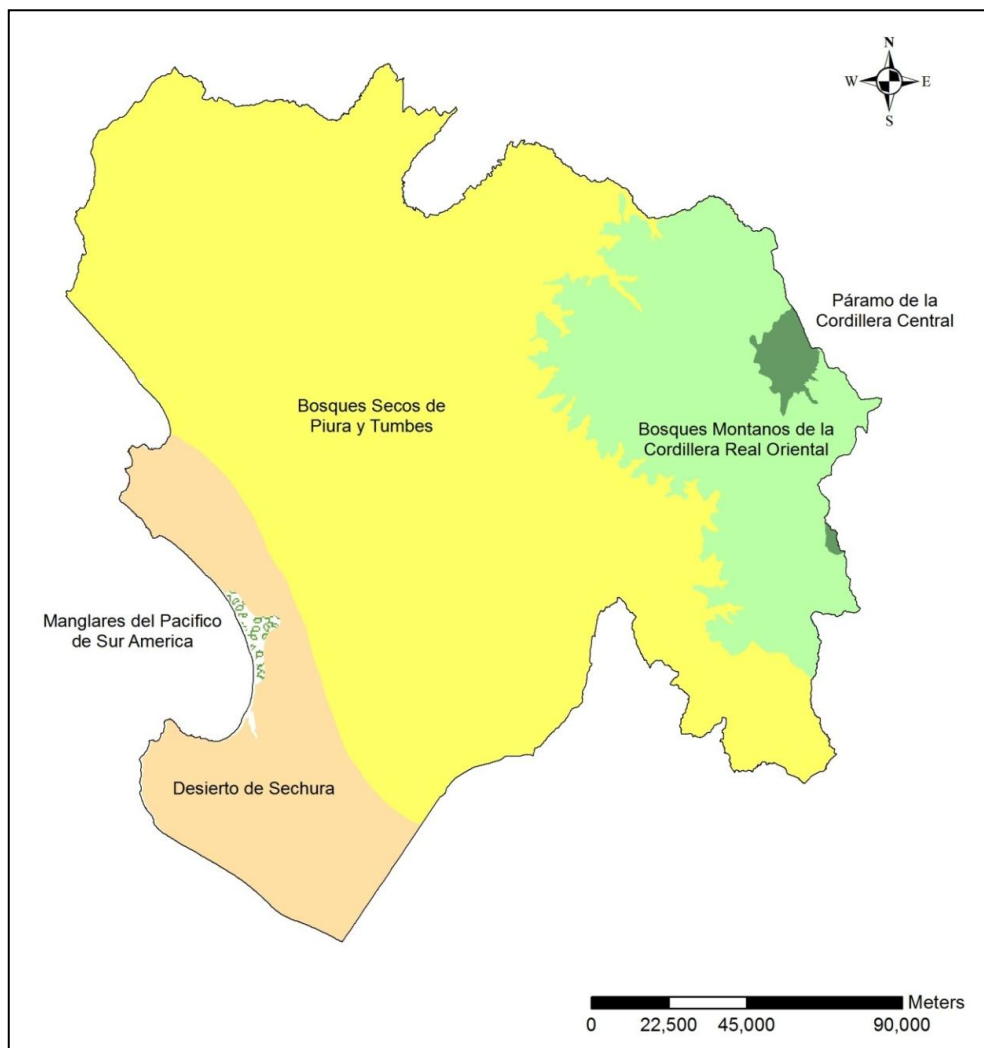 N
W E
S
Páramo de la
Cordillera Central
Bosques Secos de
Piura y Tumbes
Bosques Montanos de la
Cordillera Real Oriental
Manglares del Pacifico
de Sur America
Desierto de Sechura
Meters
0 22,500 45,000 90,000